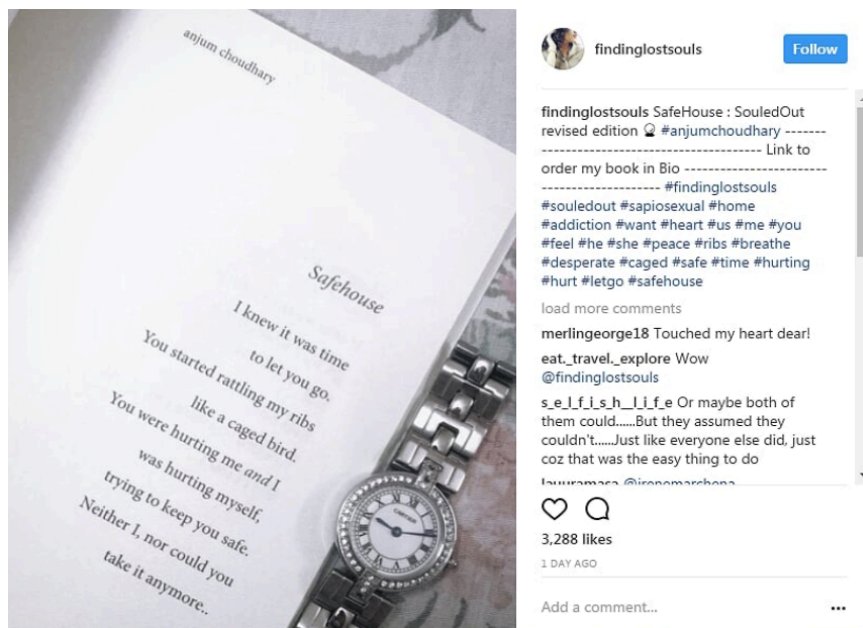 anjum choudhary
Safehouse
I knew it was time
to let you go.
You started rattling my ribs
like a caged bird.
You were hurting me and I
was hurting myself,
trying to keep you safe.
Neither I, nor could you
take it anymore..
CARTIER
findinglostsouls
Follow
findinglostsouls SafeHouse : SouledOut
revised edition #anjumchoudhary -------
------------------------------------- Link to
order my book in Bio ------------------------
-------------------- #findinglostsouls
#souledout #sapiosexual #home
#addiction #want #heart #us #me #you
#feel #he #she #peace #ribs #breathe
#desperate #caged #safe #time #hurting
#hurt #letgo #safehouse
load more comments
merlingeorge18 Touched my heart dear!
eat._travel._explore Wow
@findinglostsouls
s_e_l_f_i_s_h__l_i_f_e Or maybe both of
them could......But they assumed they
couldn't......Just like everyone else did, just
coz that was the easy thing to do
3,288 likes
1 DAY AGO
Add a comment...